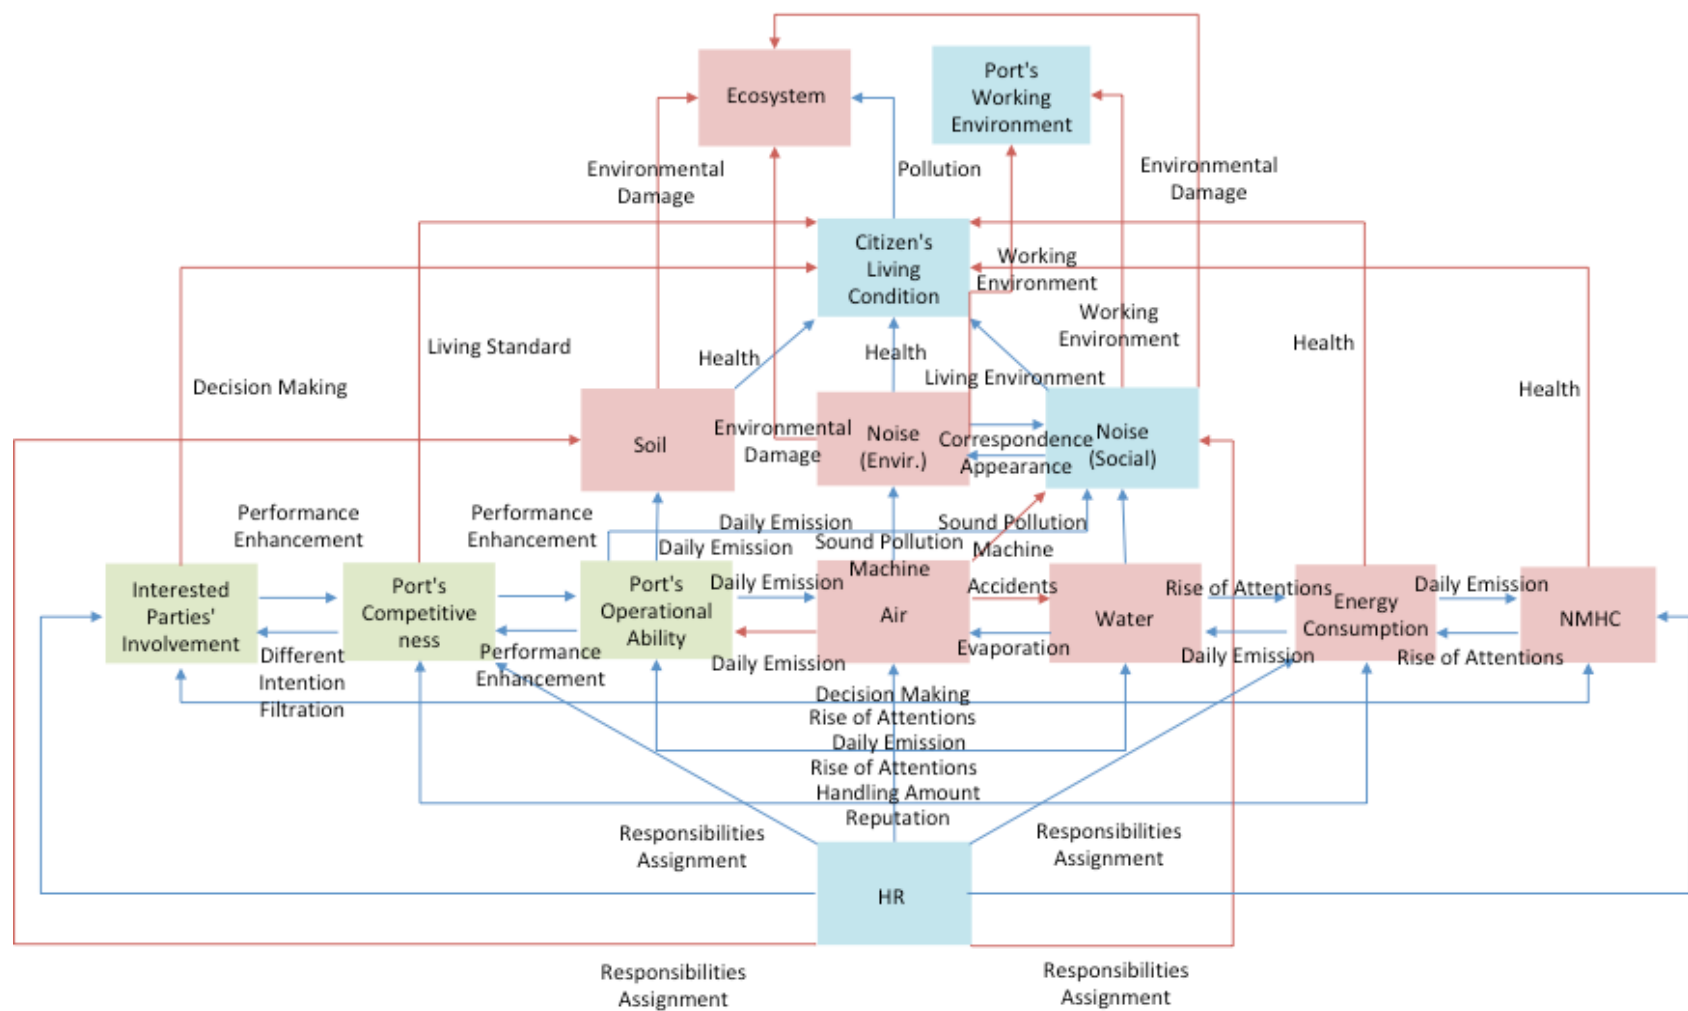 Port's
Working
Environment
Ecosystem
Environmental
Damage
Pollution
Environmental
Damage
Citizen's
Living
Condition
Working
Environment
Working
Environment
Living Standard
Health
Health
Health
Decision Making
Living Environment
Health
Soil
Environmental
Damage
Noise
(Envir.)
Correspondence
Appearance
Noise
(Social)
Performance
Enhancement
Performance
Enhancement
Daily Emission
Daily Emission
Sound Pollution
Machine
Sound Pollution
Machine
Interested
Parties'
Involvement
Port's
Competitive
ness
Port's
Operational
Ability
Daily Emission
Air
Accidents
Water
Rise of Attentions
Energy
Consumption
Daily Emission
NMHC
Different
Intention
Filtration
Performance
Enhancement
Daily Emission
Evaporation
Daily Emission
Rise of Attentions
Decision Making
Rise of Attentions
Daily Emission
Rise of Attentions
Handling Amount
Reputation
Responsibilities
Assignment
Responsibilities
Assignment
HR
Responsibilities
Assignment
Responsibilities
Assignment